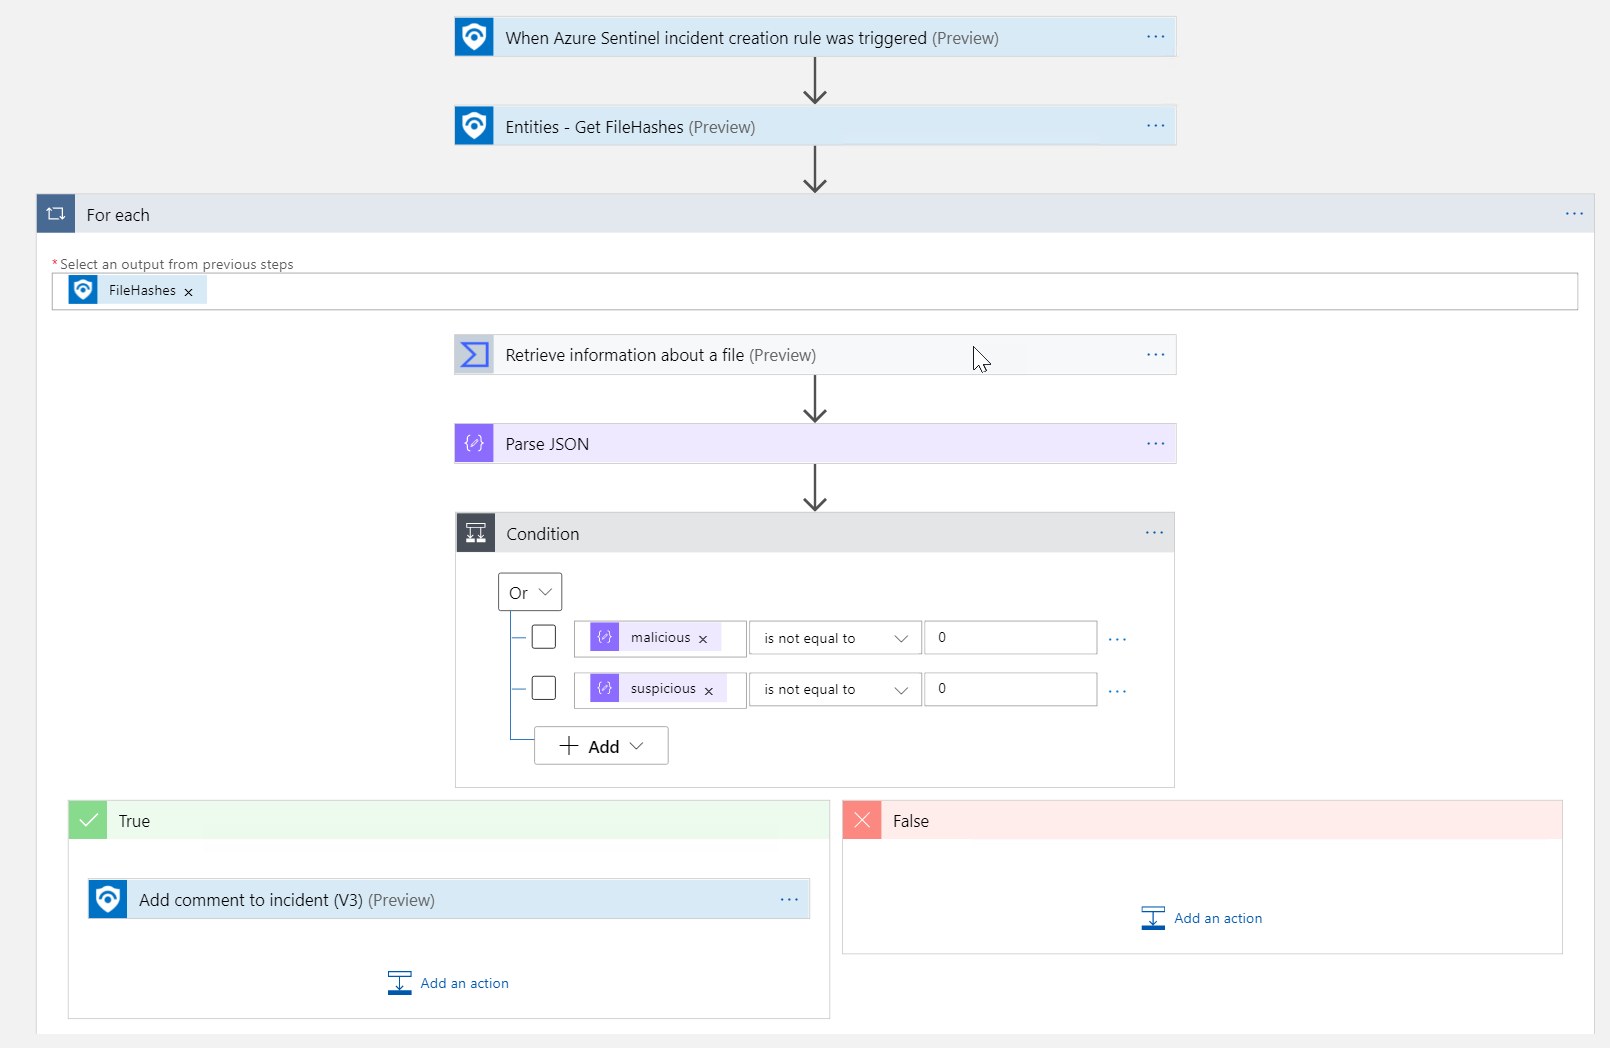 When Azure Sentinel incident creation rule was triggered (Preview)
Entities - Get FileHashes (Preview)
For each
* Select an output from previous steps
FileHashes ×
Retrieve information about a file (Preview)
Parse JSON
Condition
Or
malicious × is not equal to 0
suspicious × is not equal to 0
+ Add
True
False
Add comment to incident (V3) (Preview)
Add an action
Add an action